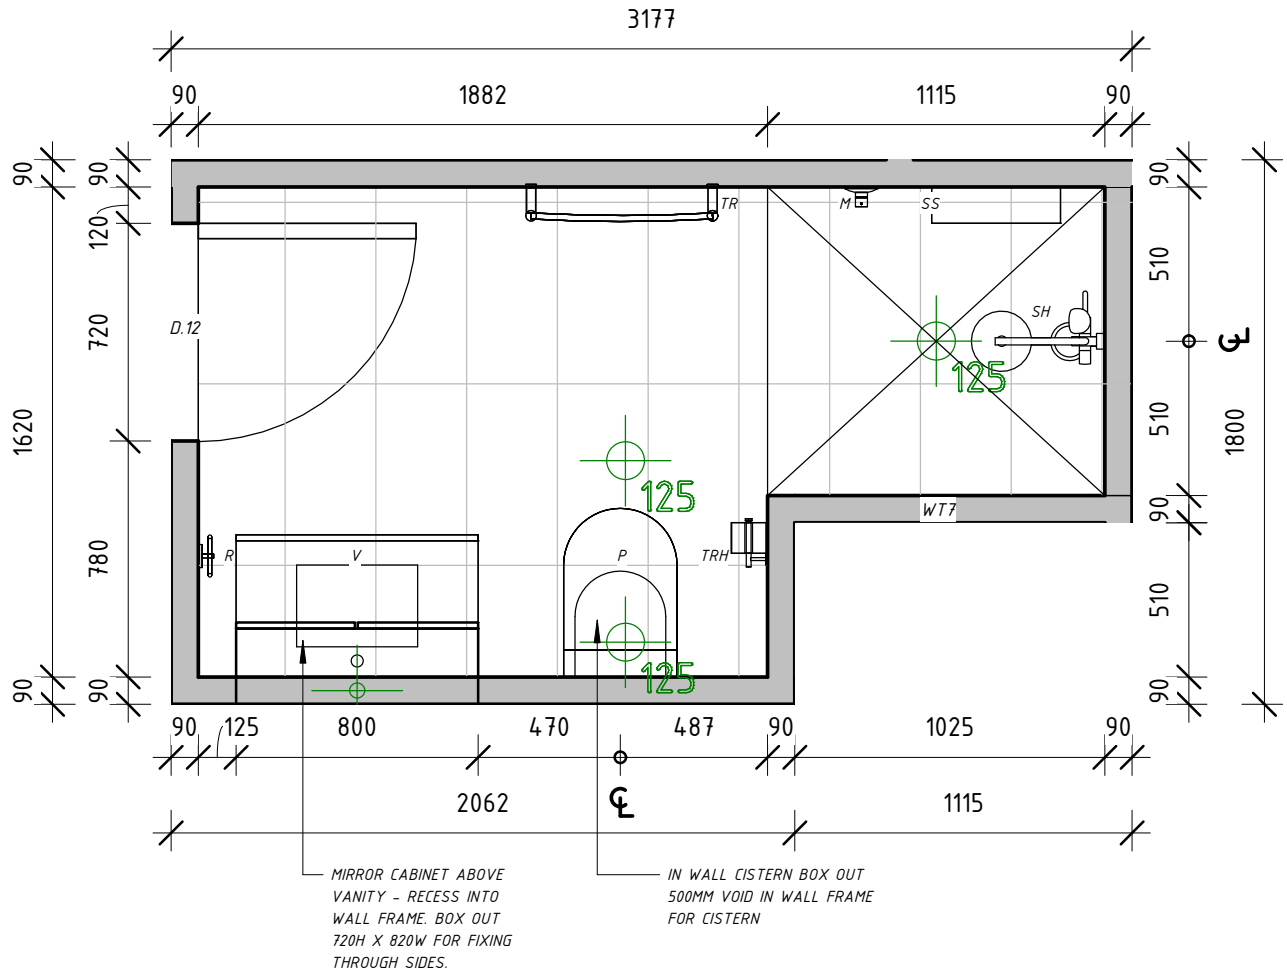 3177
90 1882 1115 90
90 90 90
120
TR M SS
510
720
D.12
SH
℄
125
1620
510
1800
125
WT7
90
R V P TRH
780
510
125
90 90 90
90 125 800 470 487 90 1025 90
2062 ℄ 1115
MIRROR CABINET ABOVE
VANITY - RECESS INTO
WALL FRAME. BOX OUT
720H X 820W FOR FIXING
THROUGH SIDES.
IN WALL CISTERN BOX OUT
500MM VOID IN WALL FRAME
FOR CISTERN